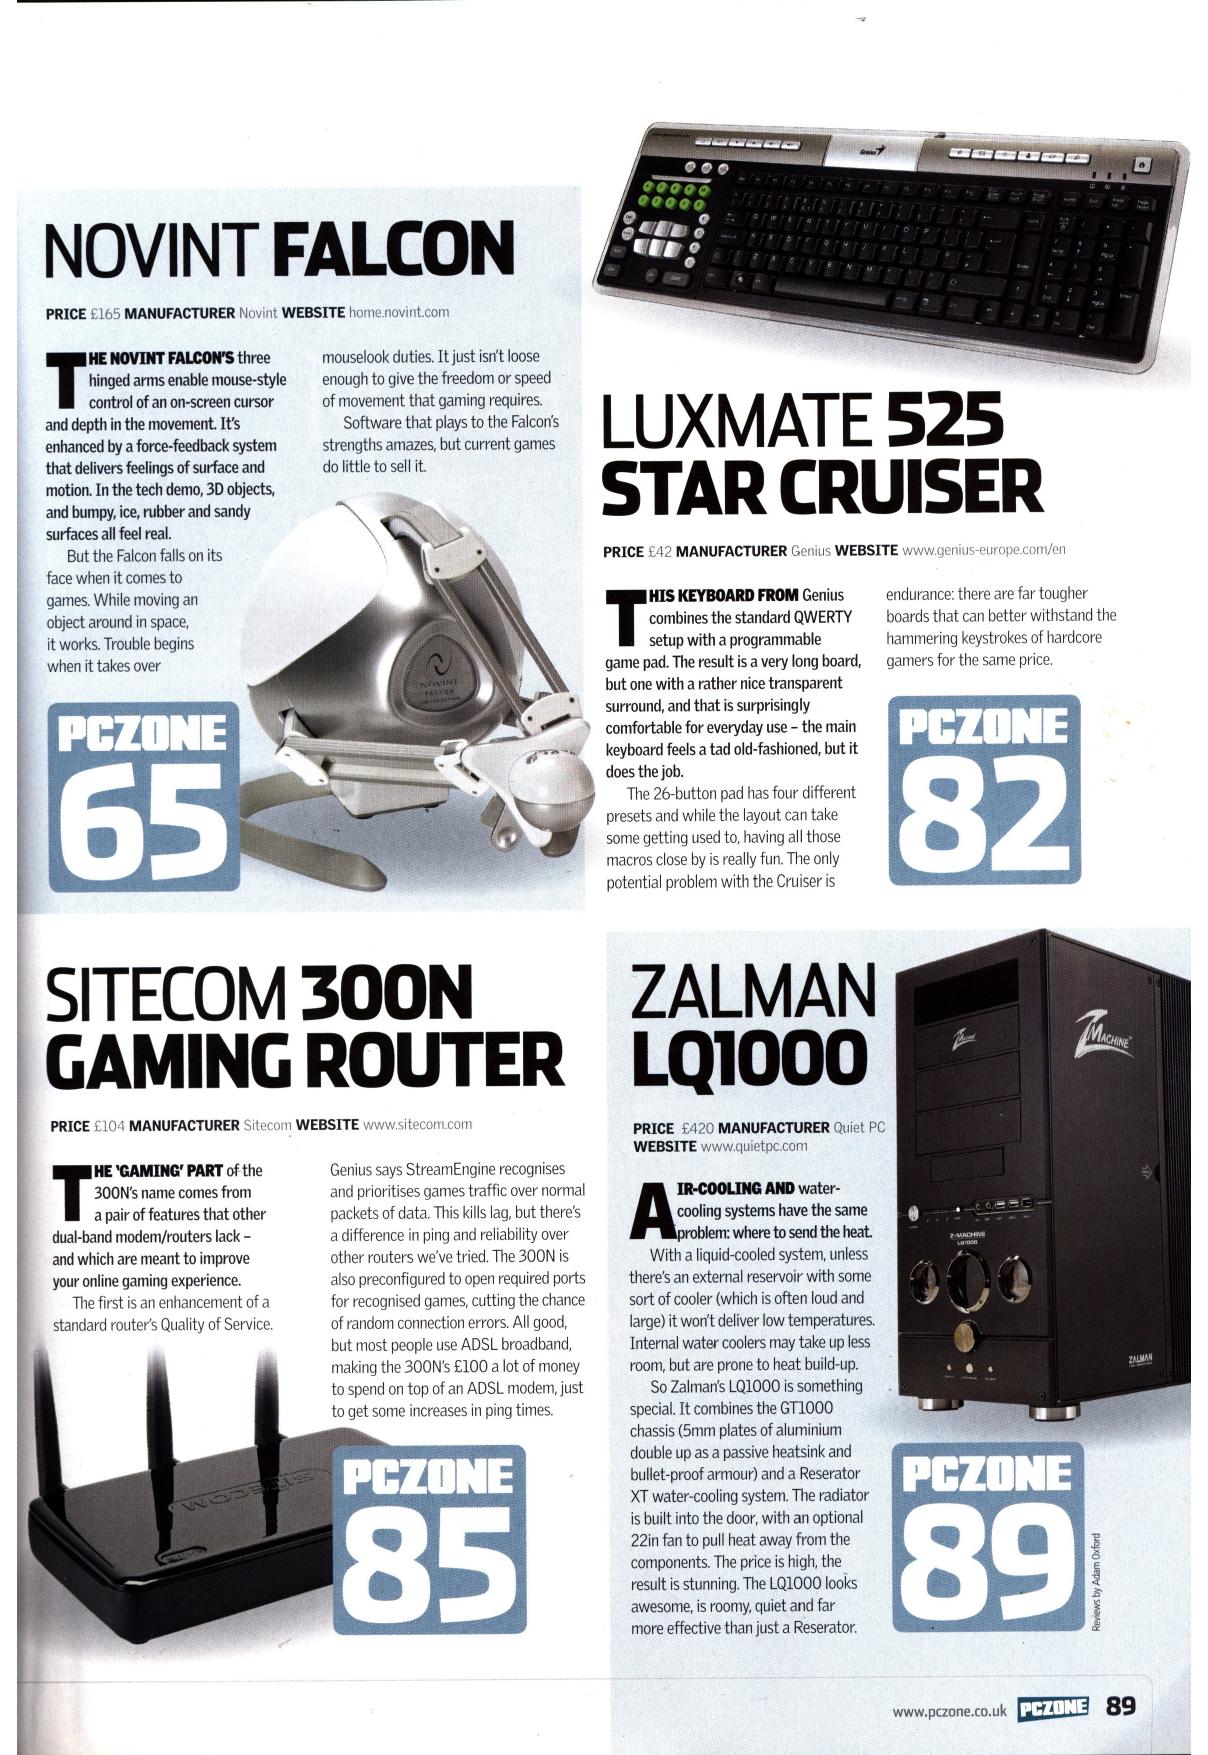 NOVINT FALCON
PRICE £165 MANUFACTURER Novint WEBSITE home.novint.com
THE NOVINT FALCON'S three
hinged arms enable mouse-style
control of an on-screen cursor
and depth in the movement. It's
enhanced by a force-feedback system
that delivers feelings of surface and
motion. In the tech demo, 3D objects,
and bumpy, ice, rubber and sandy
surfaces all feel real.
But the Falcon falls on its
face when it comes to
games. While moving an
object around in space,
it works. Trouble begins
when it takes over
mouselook duties. It just isn't loose
enough to give the freedom or speed
of movement that gaming requires.
Software that plays to the Falcon's
strengths amazes, but current games
do little to sell it.
NOVINT
FALCON
PCZONE
65
Genius
LUXMATE 525
STAR CRUISER
PRICE £42 MANUFACTURER Genius WEBSITE www.genius-europe.com/en
THIS KEYBOARD FROM Genius
combines the standard QWERTY
setup with a programmable
game pad. The result is a very long board,
but one with a rather nice transparent
surround, and that is surprisingly
comfortable for everyday use – the main
keyboard feels a tad old-fashioned, but it
does the job.
The 26-button pad has four different
presets and while the layout can take
some getting used to, having all those
macros close by is really fun. The only
potential problem with the Cruiser is
endurance: there are far tougher
boards that can better withstand the
hammering keystrokes of hardcore
gamers for the same price.
PCZONE
82
SITECOM 300N
GAMING ROUTER
PRICE £104 MANUFACTURER Sitecom WEBSITE www.sitecom.com
THE 'GAMING' PART of the
300N's name comes from
a pair of features that other
dual-band modem/routers lack –
and which are meant to improve
your online gaming experience.
The first is an enhancement of a
standard router's Quality of Service.
Genius says StreamEngine recognises
and prioritises games traffic over normal
packets of data. This kills lag, but there's
a difference in ping and reliability over
other routers we've tried. The 300N is
also preconfigured to open required ports
for recognised games, cutting the chance
of random connection errors. All good,
but most people use ADSL broadband,
making the 300N's £100 a lot of money
to spend on top of an ADSL modem, just
to get some increases in ping times.
SITECOM
PCZONE
85
ZALMAN
LQ1000
PRICE £420 MANUFACTURER Quiet PC
WEBSITE www.quietpc.com
AIR-COOLING AND water-
cooling systems have the same
problem: where to send the heat.
With a liquid-cooled system, unless
there's an external reservoir with some
sort of cooler (which is often loud and
large) it won't deliver low temperatures.
Internal water coolers may take up less
room, but are prone to heat build-up.
So Zalman's LQ1000 is something
special. It combines the GT1000
chassis (5mm plates of aluminium
double up as a passive heatsink and
bullet-proof armour) and a Reserator
XT water-cooling system. The radiator
is built into the door, with an optional
22in fan to pull heat away from the
components. The price is high, the
result is stunning. The LQ1000 looks
awesome, is roomy, quiet and far
more effective than just a Reserator.
Z MACHINE
Z MACHINE
Z-MACHINE
LQ1000
ZALMAN
PCZONE
89
Reviews by Adam Oxford
www.pczone.co.uk PCZONE 89